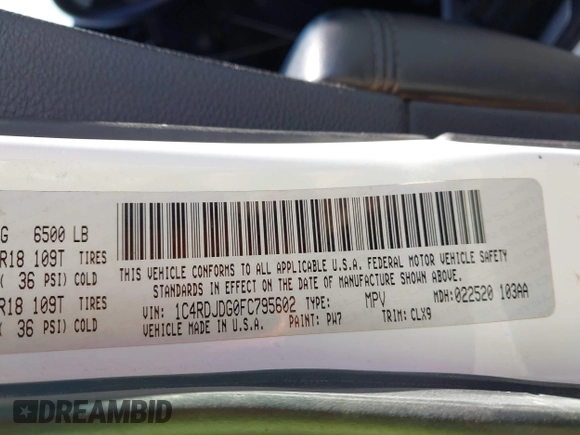 G 6500 LB
R18 109T TIRES
( 36 PSI) COLD
R18 109T TIRES
( 36 PSI) COLD
THIS VEHICLE CONFORMS TO ALL APPLICABLE U.S.A. FEDERAL MOTOR VEHICLE SAFETY
STANDARDS IN EFFECT ON THE DATE OF MANUFACTURE SHOWN ABOVE.
VIN: 1C4RDJDG0FC795602 TYPE: MPV MDH:022520 103AA
VEHICLE MADE IN U.S.A. PAINT: PW7 TRIM: CLX9
DREAMBID